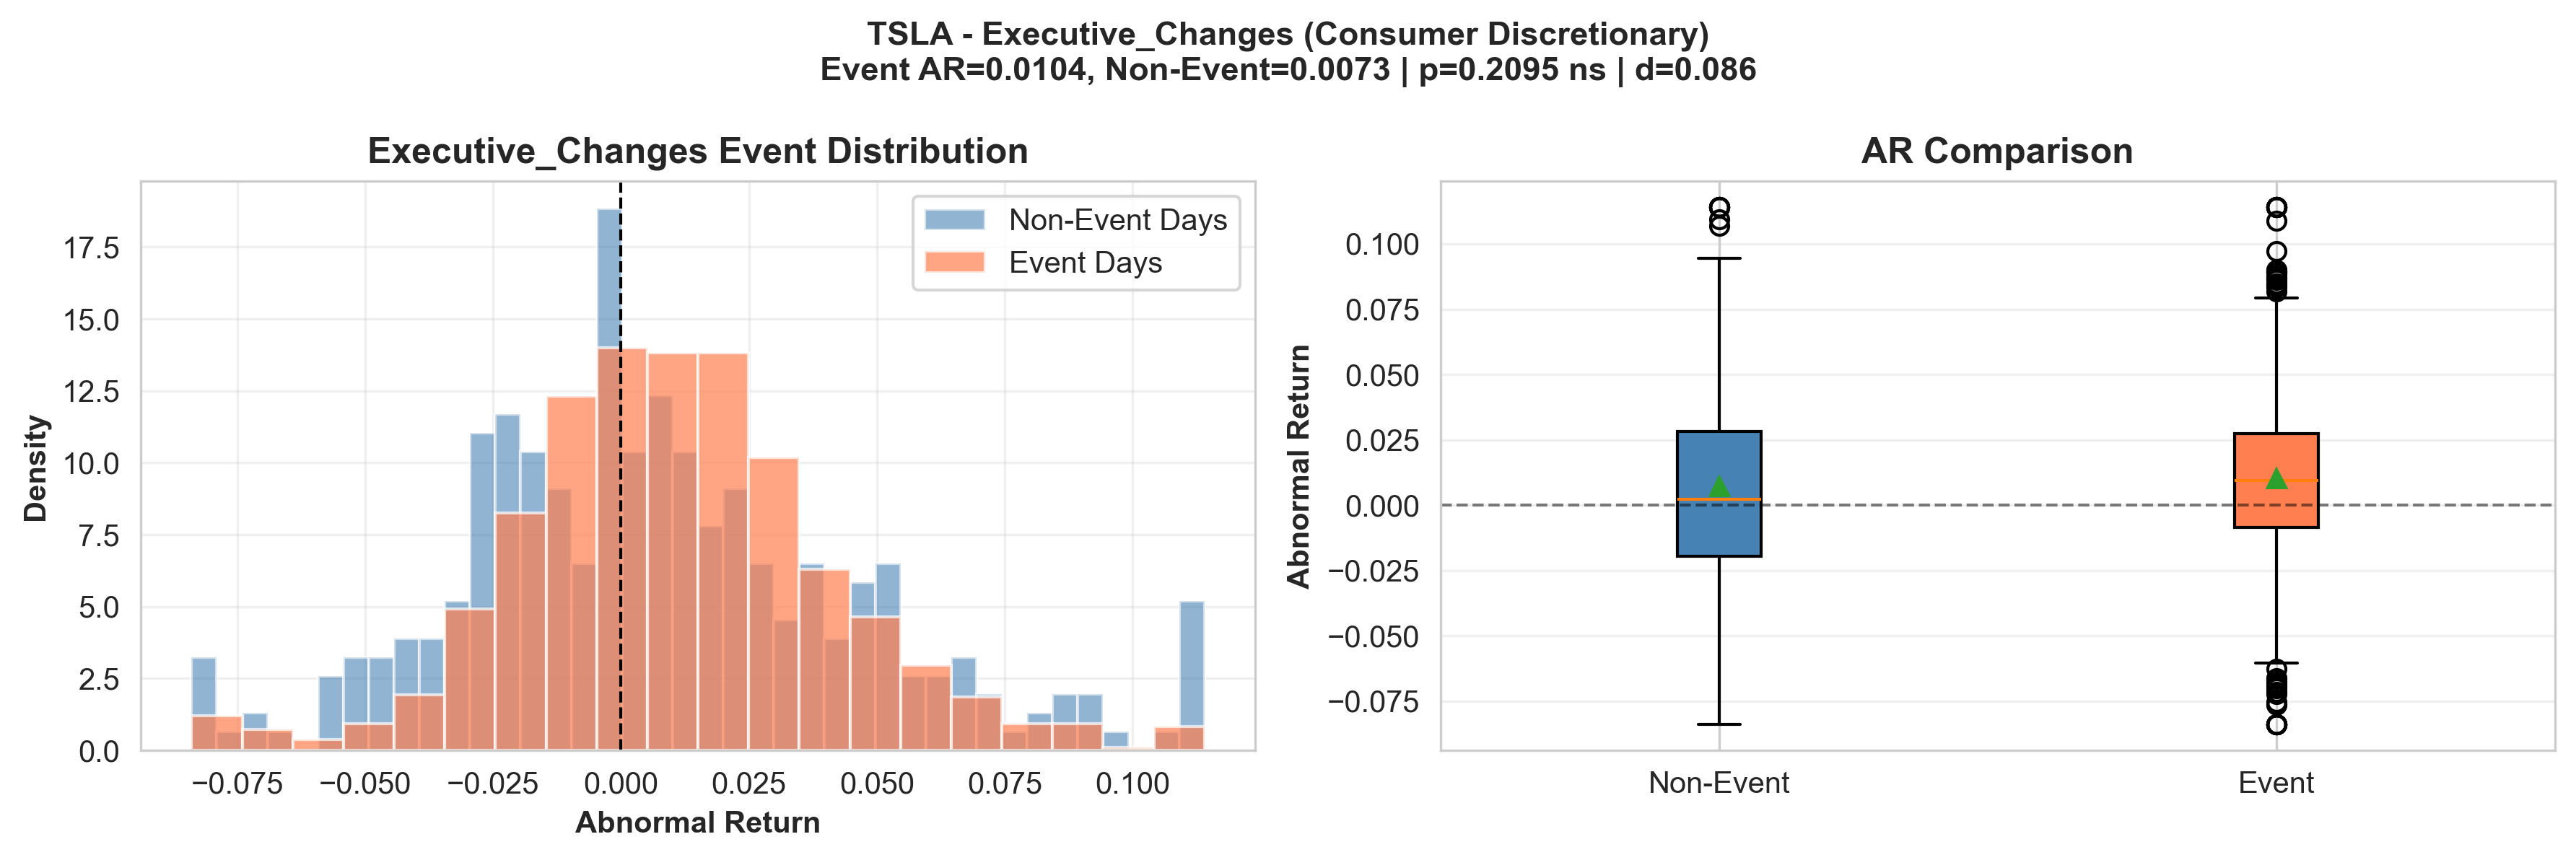 TSLA - Executive_Changes (Consumer Discretionary)
Event AR=0.0104, Non-Event=0.0073 | p=0.2095 ns | d=0.086
Executive_Changes Event Distribution
Density
17.5
15.0
12.5
10.0
7.5
5.0
2.5
0.0
Non-Event Days
Event Days
−0.075
−0.050
−0.025
0.000
0.025
0.050
0.075
0.100
Abnormal Return
AR Comparison
Abnormal Return
0.100
0.075
0.050
0.025
0.000
−0.025
−0.050
−0.075
Non-Event
Event